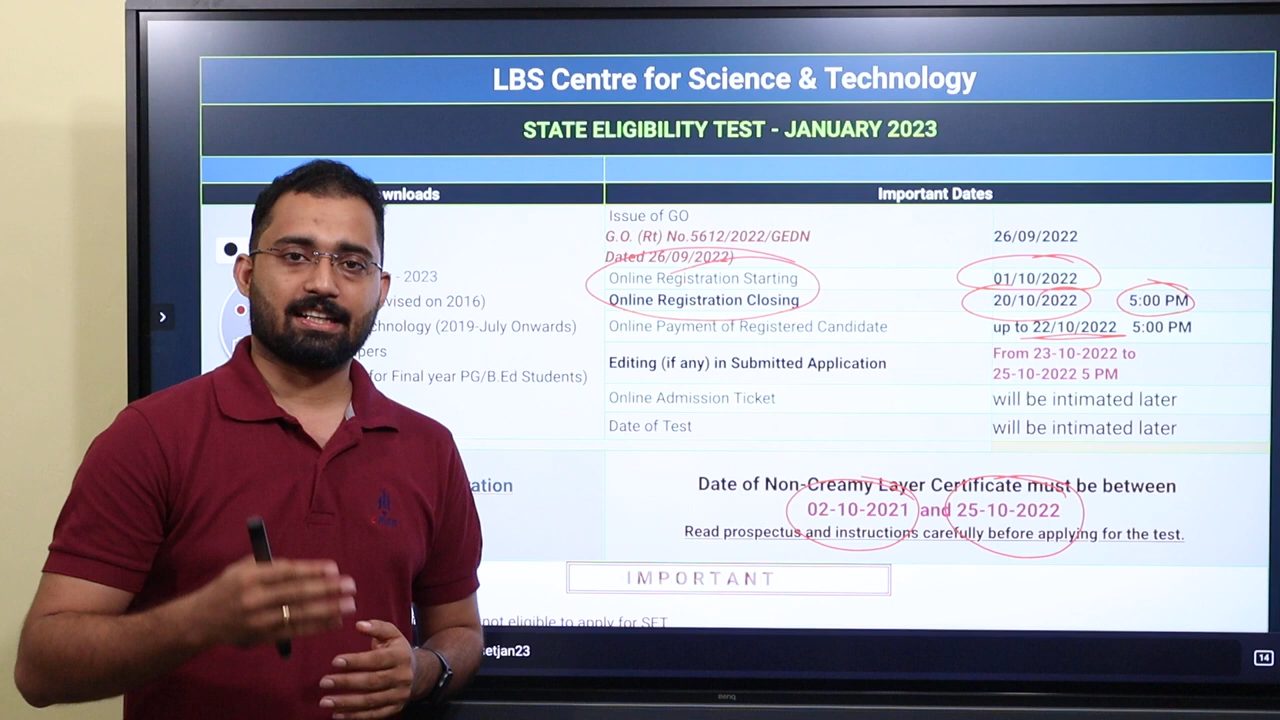 LBS Centre for Science & Technology
STATE ELIGIBILITY TEST - JANUARY 2023
wnloads
Important Dates
Issue of GO
G.O. (Rt) No.5612/2022/GEDN
26/09/2022
Dated 26/09/2022)
- 2023
Online Registration Starting
01/10/2022
vised on 2016)
Online Registration Closing
20/10/2022 5:00 PM
chnology (2019-July Onwards)
Online Payment of Registered Candidate
up to 22/10/2022 5:00 PM
pers
Editing (if any) in Submitted Application
From 23-10-2022 to
25-10-2022 5 PM
for Final year PG/B.Ed Students)
Online Admission Ticket
will be intimated later
Date of Test
will be intimated later
ation
Date of Non-Creamy Layer Certificate must be between
02-10-2021 and 25-10-2022
Read prospectus and instructions carefully before applying for the test.
IMPORTANT
not eligible to apply for SET
setjan23
14
BenQ